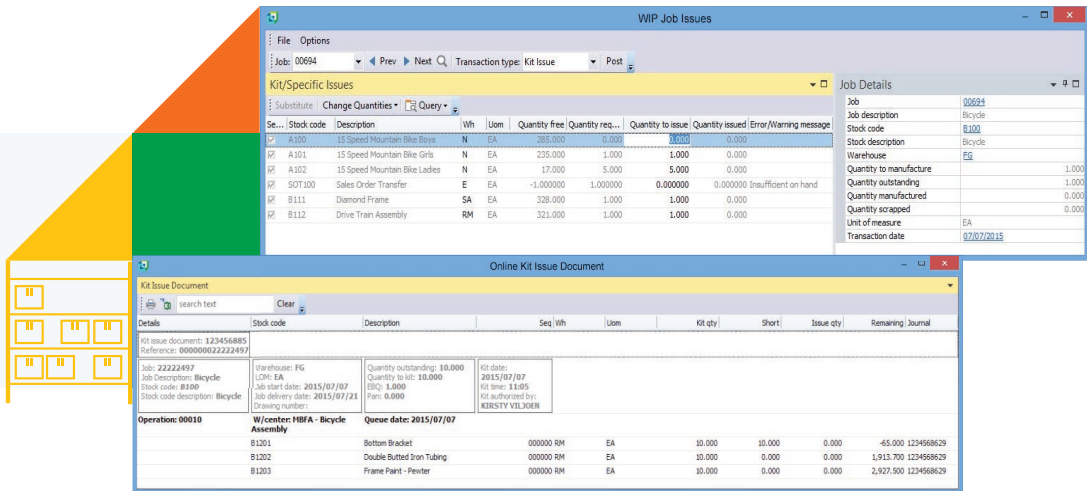 WIP Job Issues
File Options
Job: 00694 Prev Next Transaction type: Kit Issue Post
Kit/Specific Issues
Substitute Change Quantities Query
Se... Stock code Description Wh Uom Quantity free Quantity req... Quantity to issue Quantity issued Error/Warning message
A100 15 Speed Mountain Bike Boys N EA 285.000 0.000 0.000 0.000
A101 15 Speed Mountain Bike Girls N EA 235.000 1.000 1.000 0.000
A102 15 Speed Mountain Bike Ladies N EA 17.000 5.000 5.000 0.000
SOT100 Sales Order Transfer E EA -1.000000 1.000000 0.000000 0.000000 Insufficient on hand
B111 Diamond Frame SA EA 328.000 1.000 1.000 0.000
B112 Drive Train Assembly RM EA 321.000 1.000 1.000 0.000
Job Details
Job 00694
Job description Bicycle
Stock code B100
Stock description Bicycle
Warehouse FG
Quantity to manufacture 1.000
Quantity outstanding 1.000
Quantity manufactured 0.000
Quantity scrapped 0.000
Unit of measure EA
Transaction date 07/07/2015
Online Kit Issue Document
Kit Issue Document
search text Clear
Details Stock code Description Seq Wh Uom Kit qty Short Issue qty Remaining Journal
Kit issue document: 123456885
Reference: 000000022222497
Job: 22222497
Job Description: Bicycle
Stock code: B100
Stock code description: Bicycle
Warehouse: FG
UOM: EA
Job start date: 2015/07/07
Job delivery date: 2015/07/21
Drawing number:
Quantity outstanding: 10.000
Quantity to kit: 10.000
EBQ: 1.000
Pan: 0.000
Kit date:
2015/07/07
Kit time: 11:05
Kit authorized by:
KIRSTY VILJOEN
Operation: 00010 W/center: MBFA - Bicycle Queue date: 2015/07/07
Assembly
B1201 Bottom Bracket 000000 RM EA 10.000 10.000 0.000 -65.000 1234568629
B1202 Double Butted Iron Tubing 000000 RM EA 10.000 0.000 0.000 1,913.700 1234568629
B1203 Frame Paint - Pewter 000000 RM EA 10.000 0.000 0.000 2,927.500 1234568629